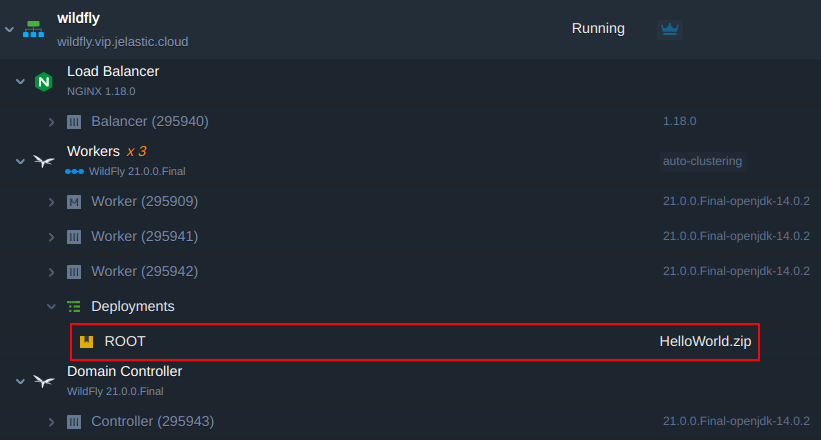 wildfly
wildfly.vip.jelastic.cloud
Running
Load Balancer
NGINX 1.18.0
Balancer (295940) 1.18.0
Workers x 3
WildFly 21.0.0.Final
auto-clustering
Worker (295909) 21.0.0.Final-openjdk-14.0.2
Worker (295941) 21.0.0.Final-openjdk-14.0.2
Worker (295942) 21.0.0.Final-openjdk-14.0.2
Deployments
ROOT HelloWorld.zip
Domain Controller
WildFly 21.0.0.Final
Controller (295943) 21.0.0.Final-openjdk-14.0.2